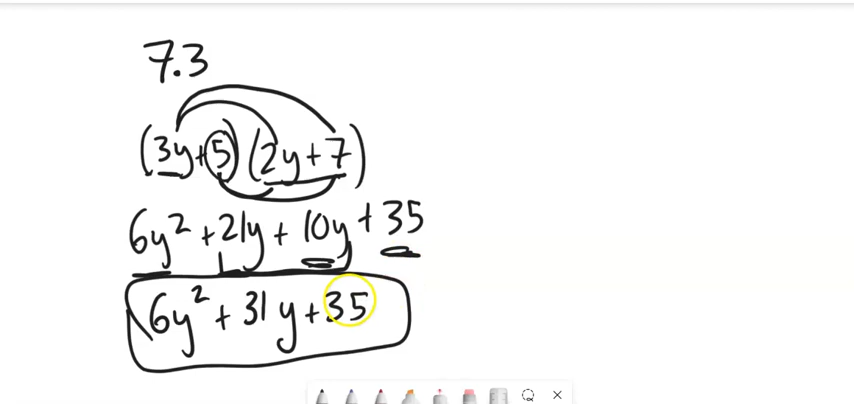 7.3
(3y+5)(2y+7)
6y² + 21y + 10y + 35
6y² + 31y + 35